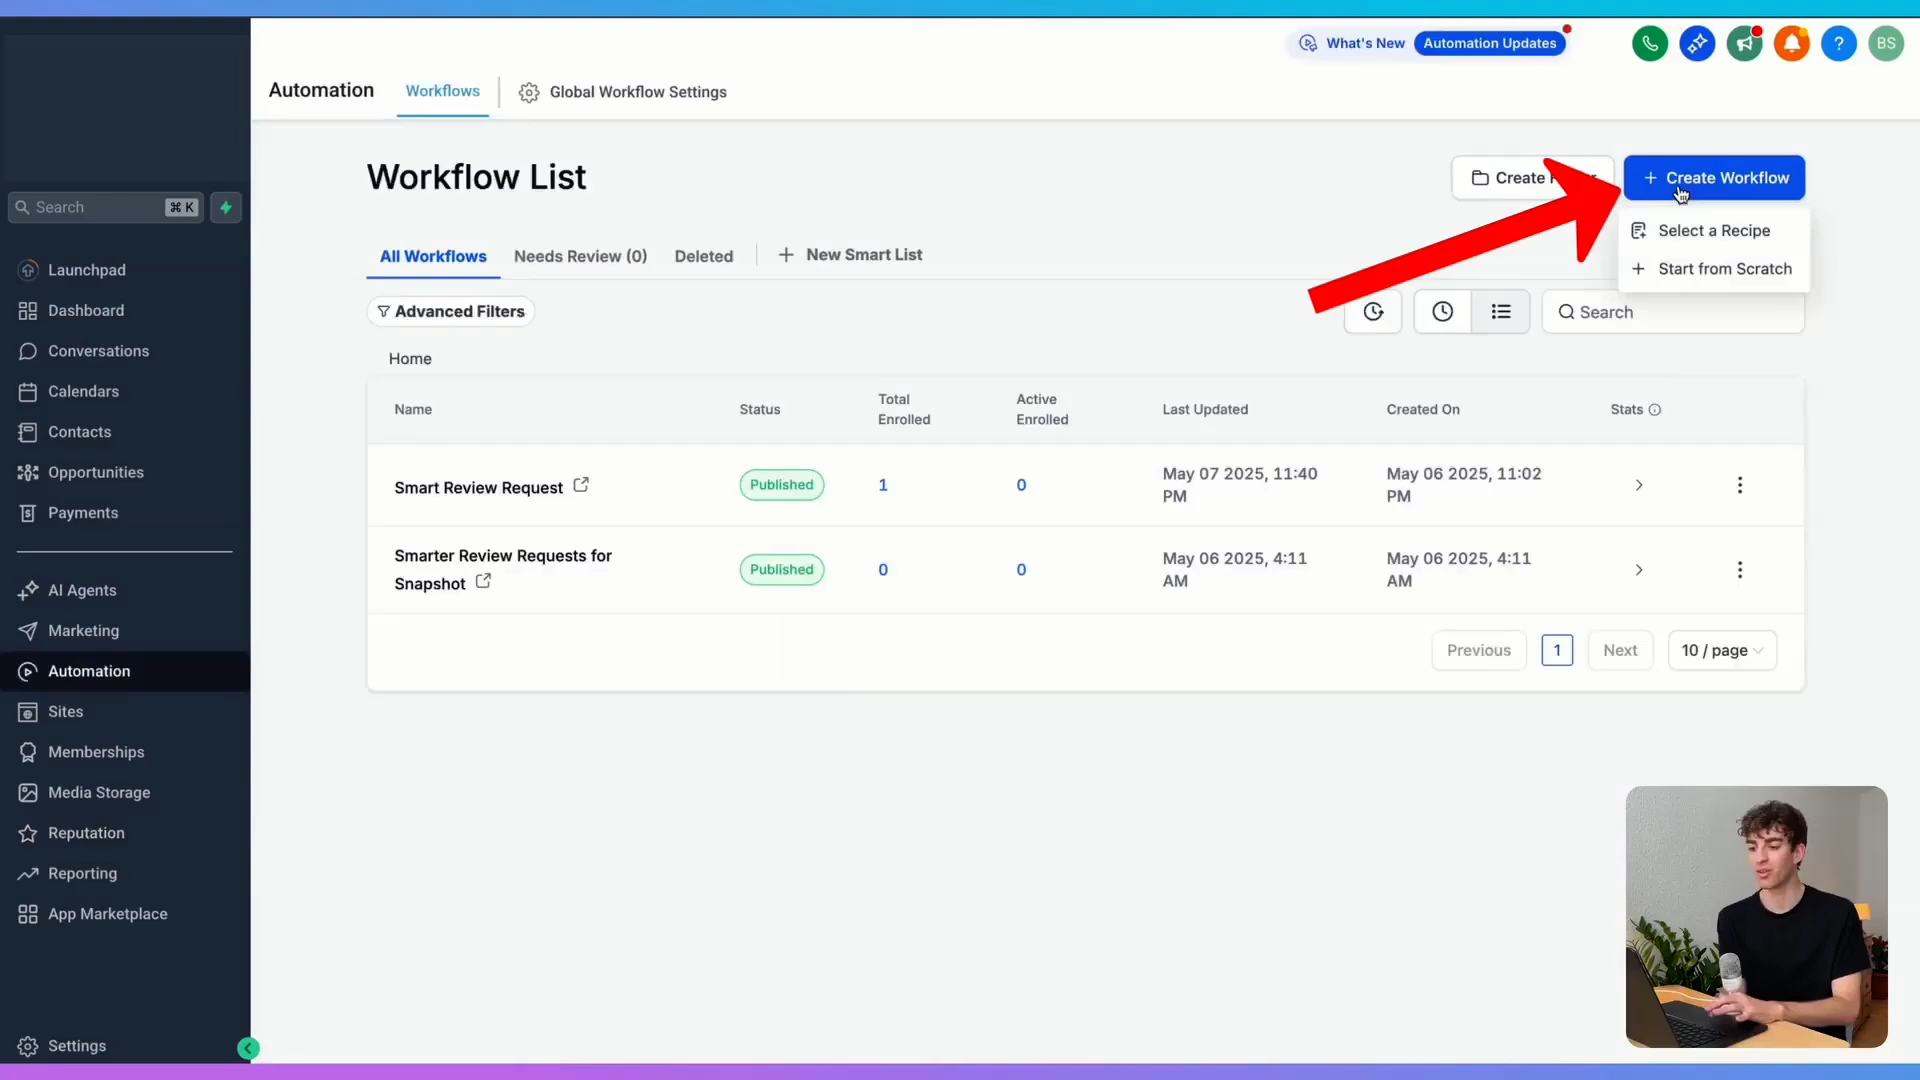 What's New Automation Updates
? BS
Automation Workflows Global Workflow Settings
Workflow List
Create
+ Create Workflow
Search ⌘ K
Select a Recipe
+ Start from Scratch
All Workflows Needs Review (0) Deleted + New Smart List
Advanced Filters
Search
Home
Name Status Total Enrolled Active Enrolled Last Updated Created On Stats
Smart Review Request Published 1 0 May 07 2025, 11:40 PM May 06 2025, 11:02 PM
Smarter Review Requests for Snapshot Published 0 0 May 06 2025, 4:11 AM May 06 2025, 4:11 AM
Previous 1 Next 10 / page
Launchpad
Dashboard
Conversations
Calendars
Contacts
Opportunities
Payments
AI Agents
Marketing
Automation
Sites
Memberships
Media Storage
Reputation
Reporting
App Marketplace
Settings